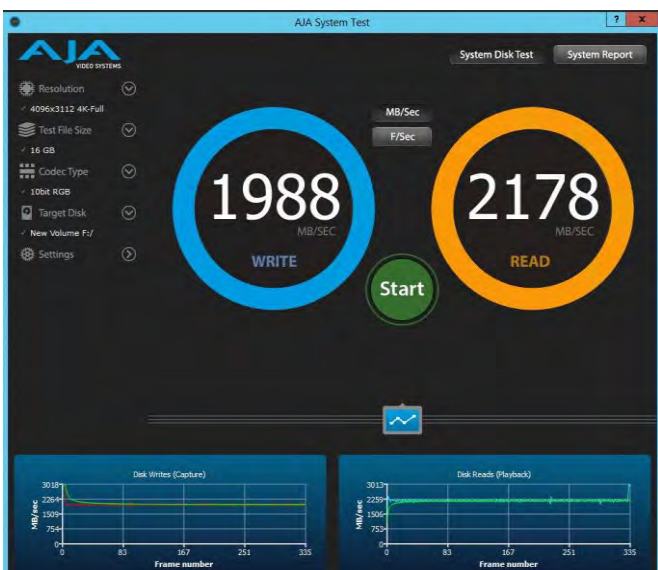 AJA System Test
?
x
AJA
VIDEO SYSTEMS
System Disk Test
System Report
Resolution
4096x3112 4K-Full
Test File Size
16 GB
Codec Type
10bit RGB
Target Disk
New Volume F:/
Settings
MB/Sec
F/Sec
1988
MB/SEC
WRITE
2178
MB/SEC
READ
Start
Disk Writes (Capture)
MB/sec
3018
2264
1509
754
0
0 83 167 251 335
Frame number
Disk Reads (Playback)
MB/sec
3013
2259
1506
753
0
0 83 167 251 335
Frame number